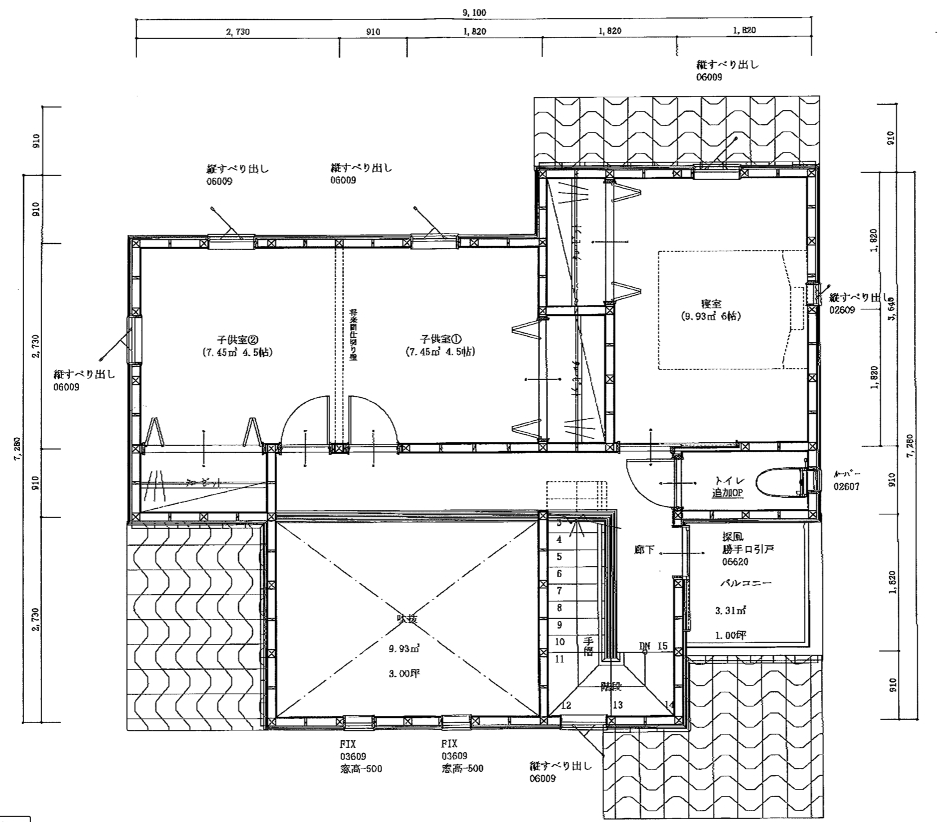 9,100
2,730
910
1,820
1,820
1,820
縦すべり出し
06009
縦すべり出し
06009
縦すべり出し
06009
910
910
2,730
7,280
910
2,730
910
1,820
3,640
1,820
7,280
910
1,820
910
寝室
(9.93㎡ 6帖)
縦すべり出し
02609
子供室②
(7.45㎡ 4.5帖)
将来間仕切り壁
子供室①
(7.45㎡ 4.5帖)
縦すべり出し
06009
クローゼット
トイレ
追加OP
ルーバー
02607
採風
勝手口引戸
06620
バルコニー
3.31㎡
1.00坪
廊下
吹抜
9.93㎡
3.00坪
3
4
5
6
7
8
9
10
11
手摺
DN 15
階段
12
13
14
FIX
03609
窓高-500
FIX
03609
窓高-500
縦すべり出し
06009